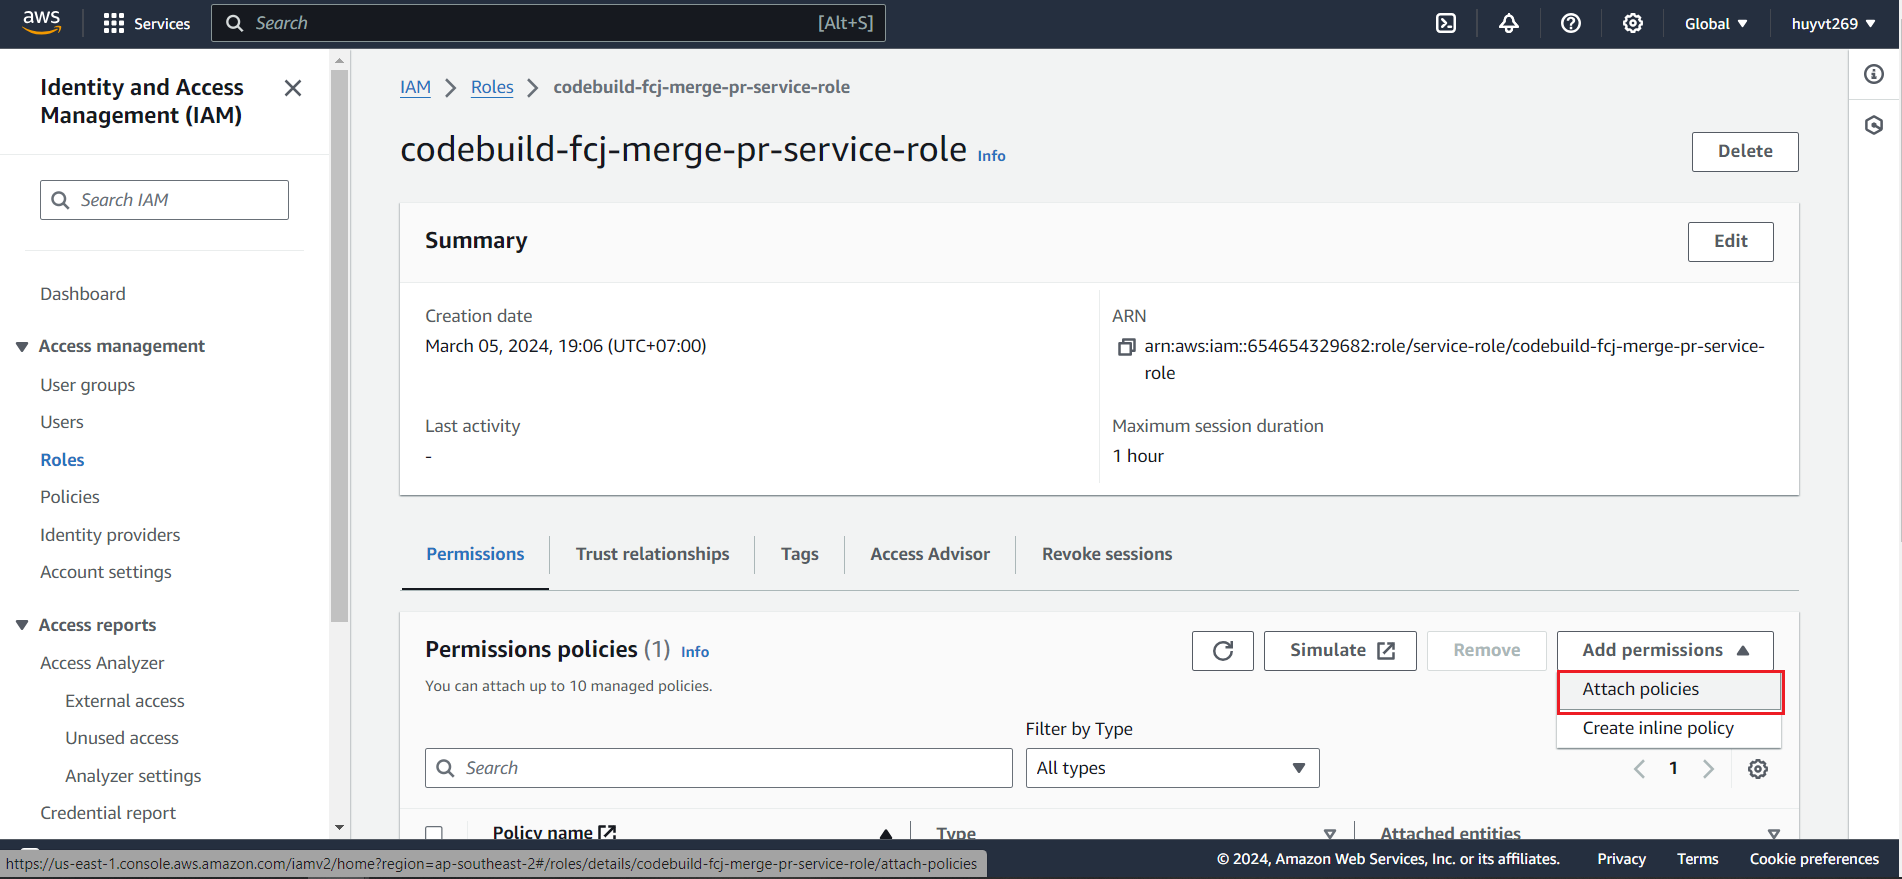 aws
Services
Search
[Alt+S]
Global
huyvt269
Identity and Access
Management (IAM)
Search IAM
Dashboard
Access management
User groups
Users
Roles
Policies
Identity providers
Account settings
Access reports
Access Analyzer
External access
Unused access
Analyzer settings
Credential report
IAM
Roles
codebuild-fcj-merge-pr-service-role
codebuild-fcj-merge-pr-service-role Info
Delete
Summary
Edit
Creation date
March 05, 2024, 19:06 (UTC+07:00)
ARN
arn:aws:iam::654654329682:role/service-role/codebuild-fcj-merge-pr-service-
role
Last activity
-
Maximum session duration
1 hour
Permissions
Trust relationships
Tags
Access Advisor
Revoke sessions
Permissions policies (1) Info
You can attach up to 10 managed policies.
Simulate
Remove
Add permissions
Attach policies
Create inline policy
Filter by Type
Search
All types
1
Policy name
Type
Attached entities
https://us-east-1.console.aws.amazon.com/iamv2/home?region=ap-southeast-2#/roles/details/codebuild-fcj-merge-pr-service-role/attach-policies
© 2024, Amazon Web Services, Inc. or its affiliates.
Privacy
Terms
Cookie preferences